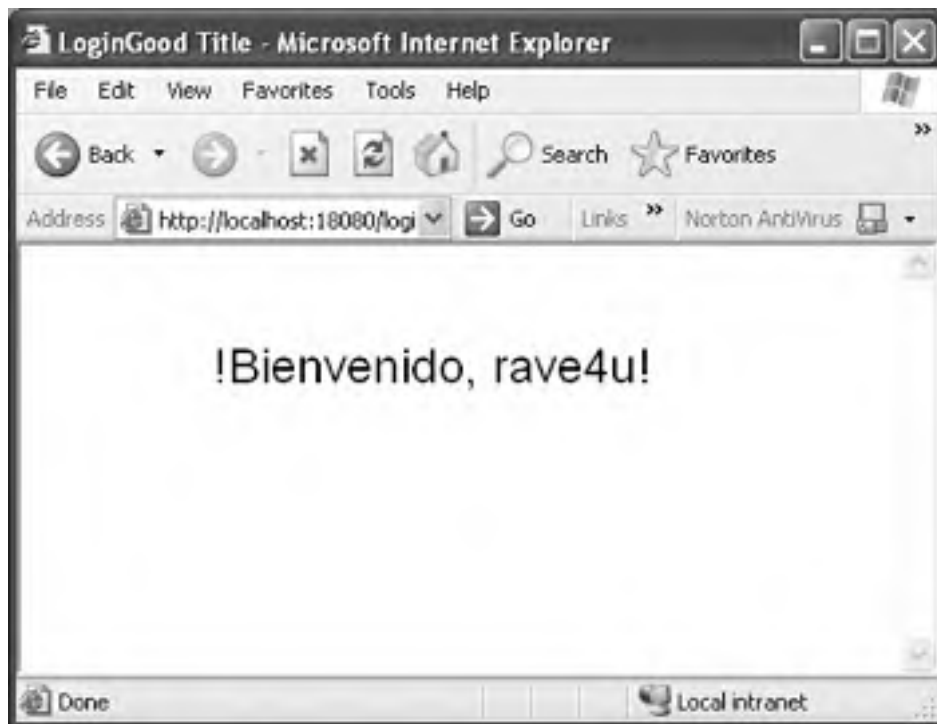 LoginGood Title - Microsoft Internet Explorer
File Edit View Favorites Tools Help
Back Search Favorites »
Address http://localhost:18080/logi Go Links » Norton AntiVirus
!Bienvenido, rave4u!
Done Local intranet